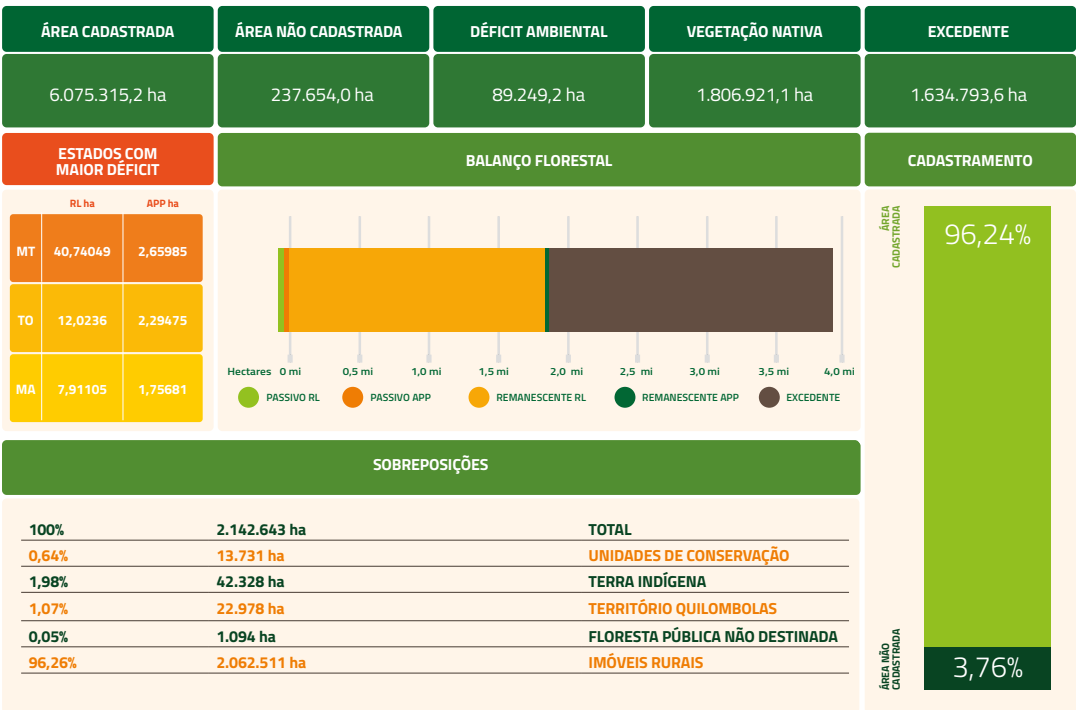 ÁREA CADASTRADA
ÁREA NÃO CADASTRADA
DÉFICIT AMBIENTAL
VEGETAÇÃO NATIVA
EXCEDENTE
6.075.315,2 ha
237.654,0 ha
89.249,2 ha
1.806.921,1 ha
1.634.793,6 ha
ESTADOS COM
MAIOR DÉFICIT
RL ha APP ha
MT 40,74049 2,65985
TO 12,0236 2,29475
MA 7,91105 1,75681
BALANÇO FLORESTAL
Hectares 0 mi 0,5 mi 1,0 mi 1,5 mi 2,0 mi 2,5 mi 3,0 mi 3,5 mi 4,0 mi
PASSIVO RL PASSIVO APP REMANESCENTE RL REMANESCENTE APP EXCEDENTE
CADASTRAMENTO
ÁREA
CADASTRADA
96,24%
ÁREA NÃO
CADASTRADA
3,76%
SOBREPOSIÇÕES
100% 2.142.643 ha TOTAL
0,64% 13.731 ha UNIDADES DE CONSERVAÇÃO
1,98% 42.328 ha TERRA INDÍGENA
1,07% 22.978 ha TERRITÓRIO QUILOMBOLAS
0,05% 1.094 ha FLORESTA PÚBLICA NÃO DESTINADA
96,26% 2.062.511 ha IMÓVEIS RURAIS